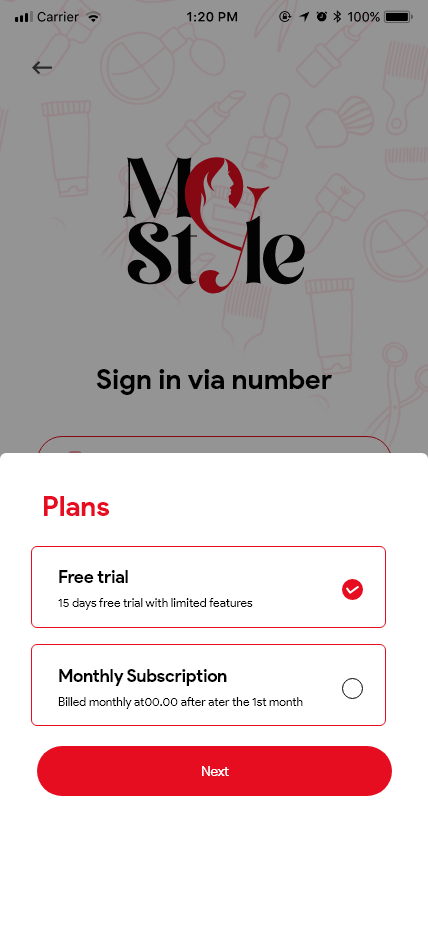 Carrier 1:20 PM 100%
Mo
Style
Sign in via number
Plans
Free trial
15 days free trial with limited features
Monthly Subscription
Billed monthly at00.00 after ater the 1st month
Next